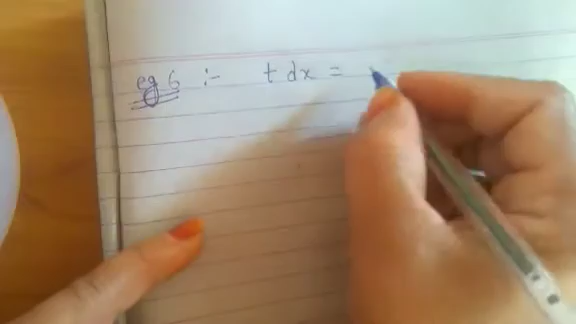 eg 6 :- t dx =